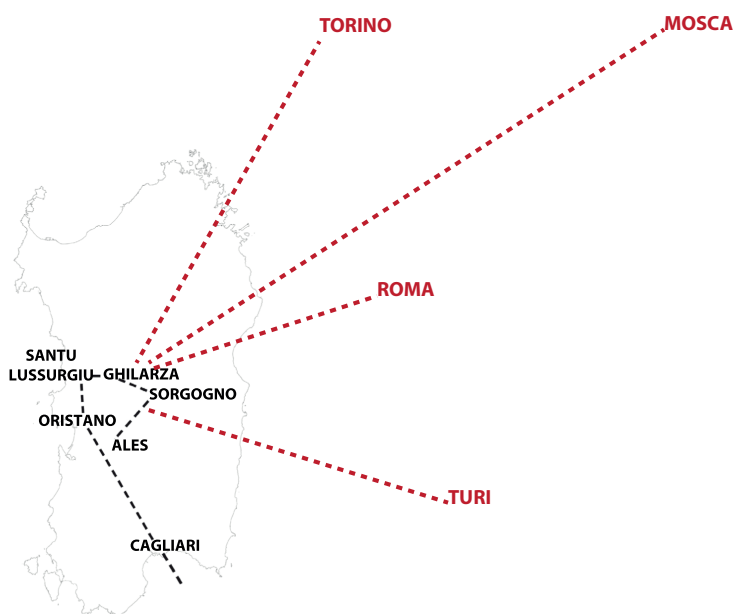 TORINO
MOSCA
ROMA
SANTU
LUSSURGIU
GHILARZA
SORGOGNO
ORISTANO
ALES
TURI
CAGLIARI